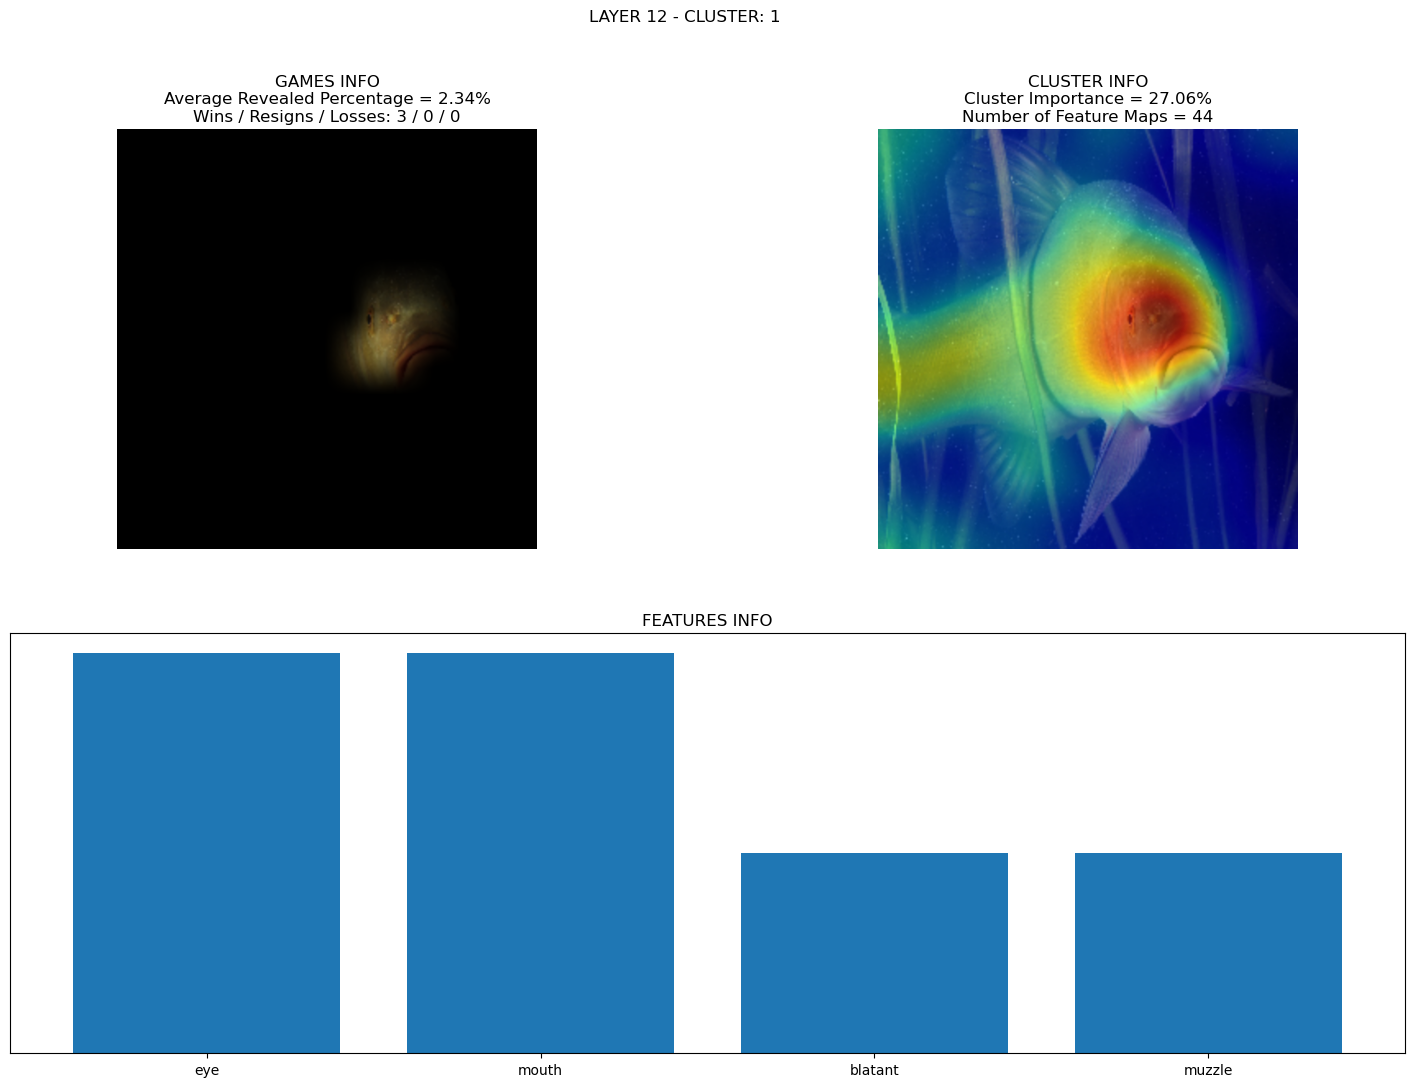 LAYER 12 - CLUSTER: 1
GAMES INFO
Average Revealed Percentage = 2.34%
Wins / Resigns / Losses: 3 / 0 / 0
CLUSTER INFO
Cluster Importance = 27.06%
Number of Feature Maps = 44
FEATURES INFO
eye
mouth
blatant
muzzle